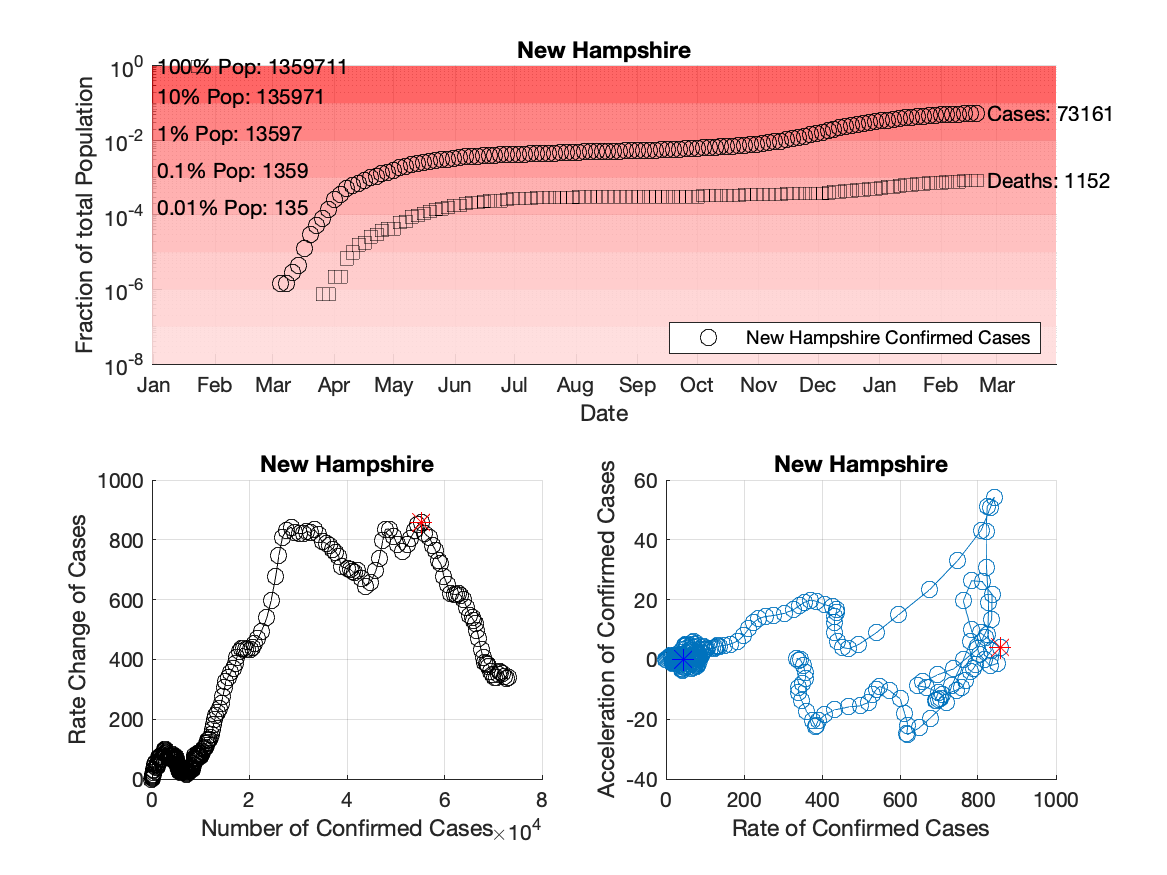 New Hampshire
10^0
10^-2
10^-4
10^-6
10^-8
Fraction of total Population
100% Pop: 1359711
10% Pop: 135971
1% Pop: 13597
0.1% Pop: 1359
0.01% Pop: 135
Cases: 73161
Deaths: 1152
New Hampshire Confirmed Cases
Jan Feb Mar Apr May Jun Jul Aug Sep Oct Nov Dec Jan Feb Mar
Date
New Hampshire
1000
800
600
400
200
0
Rate Change of Cases
0 2 4 6 8
Number of Confirmed Cases ×10^4
New Hampshire
60
40
20
0
-20
-40
Acceleration of Confirmed Cases
0 200 400 600 800 1000
Rate of Confirmed Cases